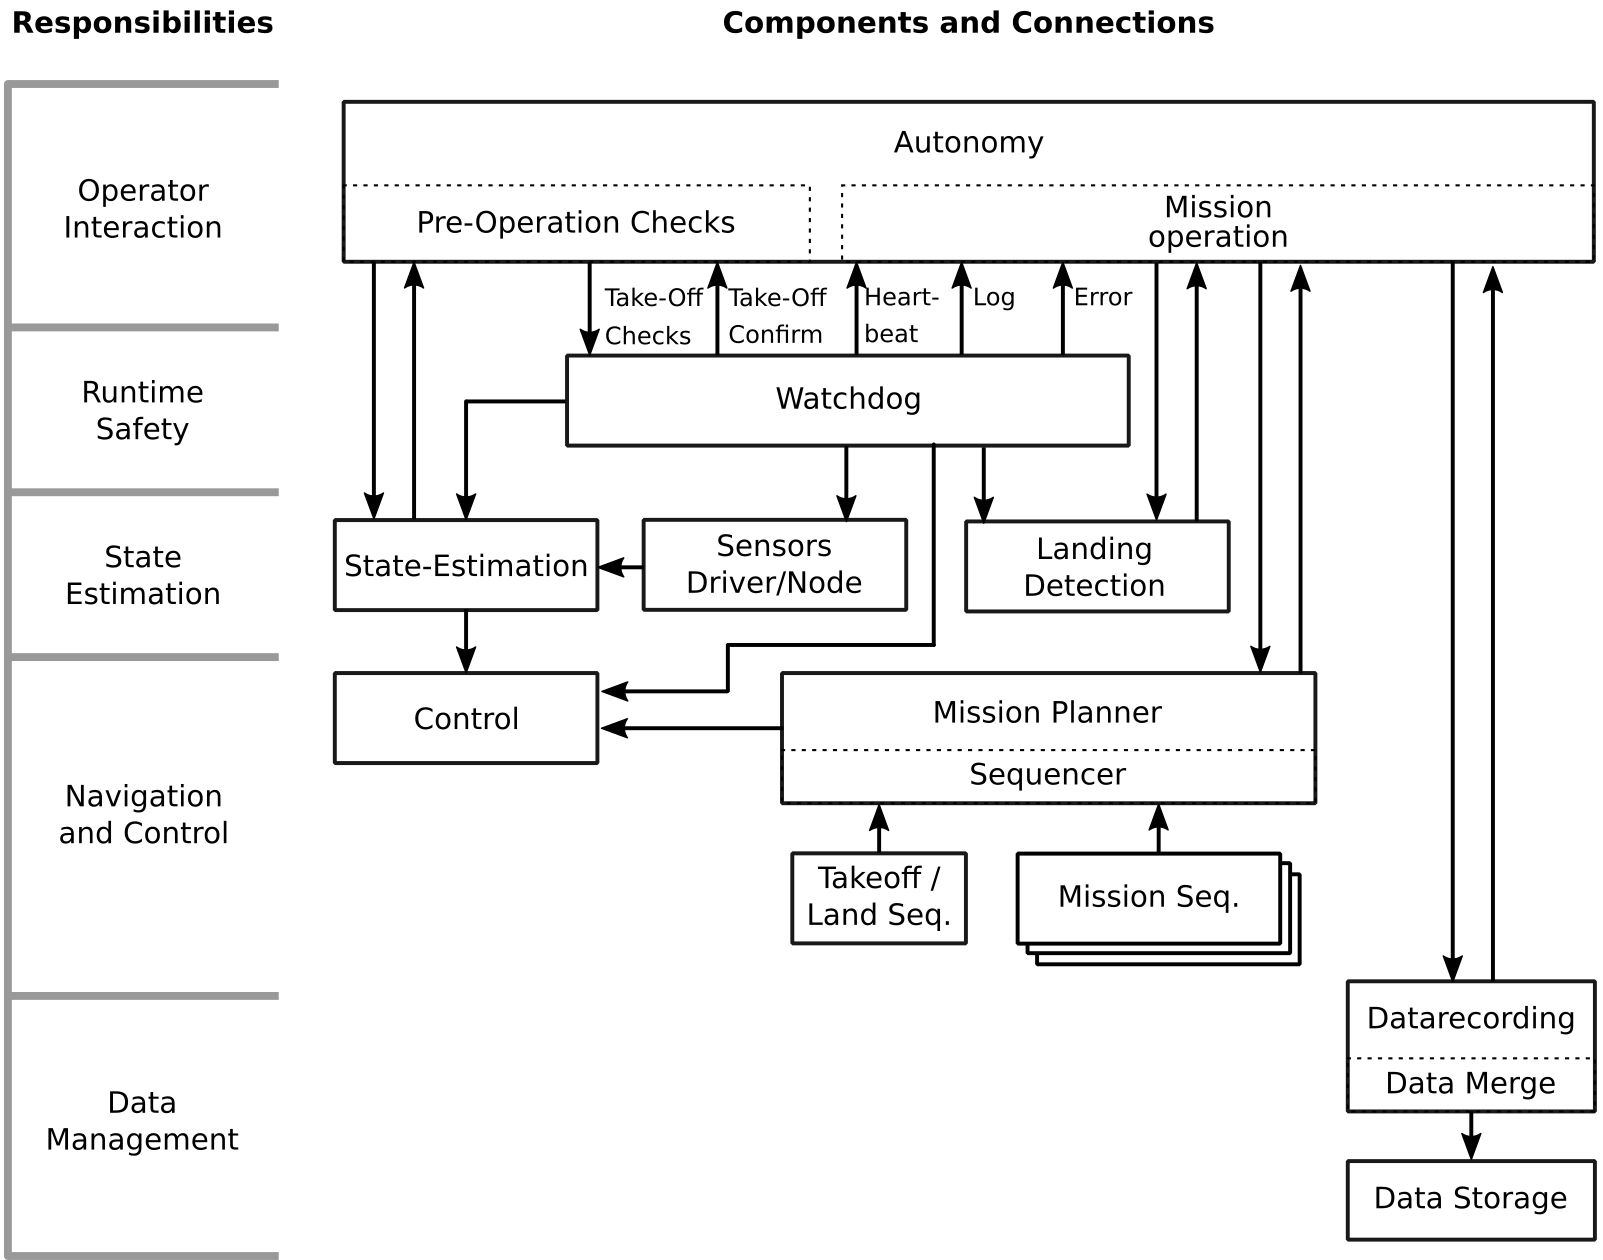 Responsibilities
Components and Connections
Operator
Interaction
Autonomy
Pre-Operation Checks
Mission
operation
Take-Off
Checks
Take-Off
Confirm
Heart-
beat
Log
Error
Runtime
Safety
Watchdog
State
Estimation
State-Estimation
Sensors
Driver/Node
Landing
Detection
Navigation
and Control
Control
Mission Planner
Sequencer
Takeoff /
Land Seq.
Mission Seq.
Data
Management
Datarecording
Data Merge
Data Storage